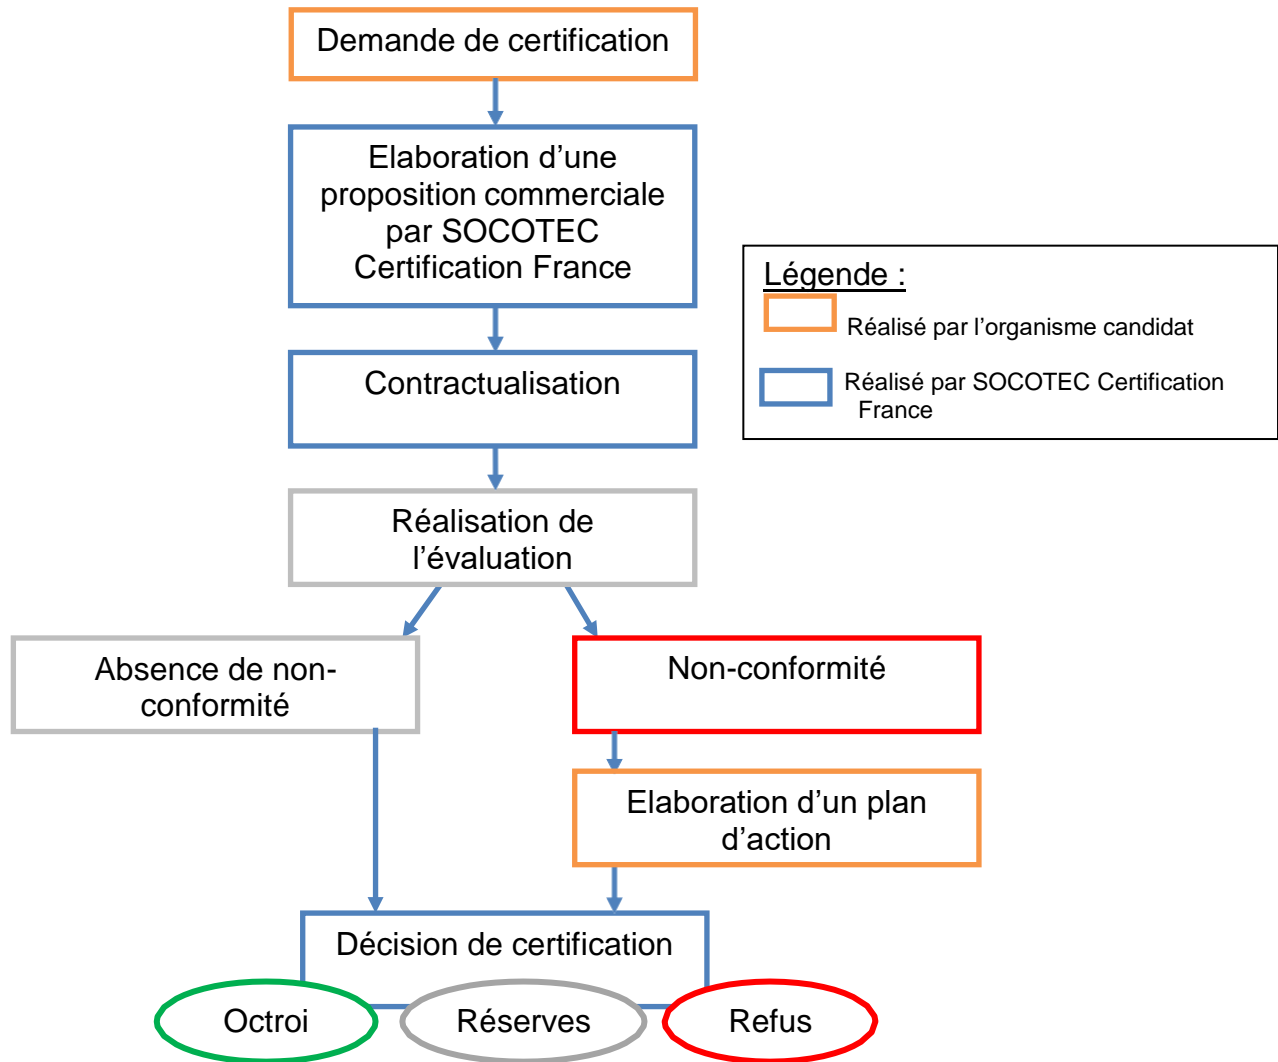 Demande de certification
Elaboration d’une
proposition commerciale
par SOCOTEC
Certification France
Légende :
Réalisé par l’organisme candidat
Réalisé par SOCOTEC Certification
France
Contractualisation
Réalisation de
l’évaluation
Absence de non-
conformité
Non-conformité
Elaboration d’un plan
d’action
Décision de certification
Octroi
Réserves
Refus